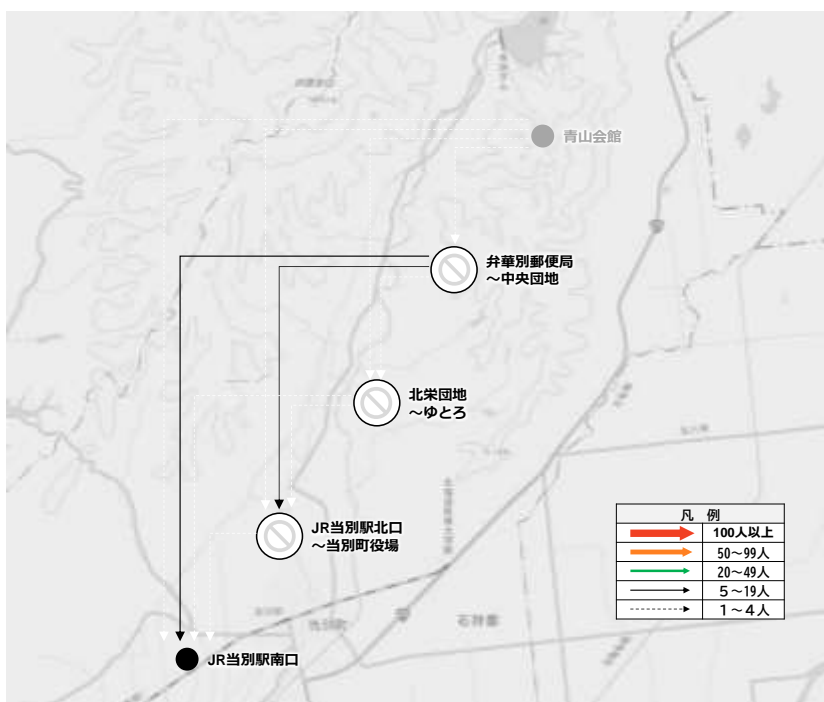 青山会館
弁華別郵便局
～中央団地
北栄団地
～ゆとろ
JR当別駅北口
～当別町役場
JR当別駅南口
石狩郡
凡 例
100人以上
50～99人
20～49人
5～19人
1～4人